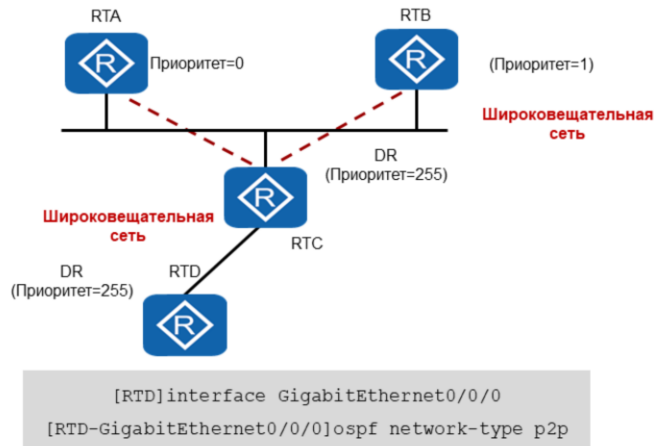 RTA
RTB
R
Приоритет=0
R
(Приоритет=1)
Широковещательная
сеть
DR
(Приоритет=255)
R
Широковещательная
сеть
RTC
DR
RTD
(Приоритет=255)
R
[RTD]interface GigabitEthernet0/0/0
[RTD-GigabitEthernet0/0/0]ospf network-type p2p